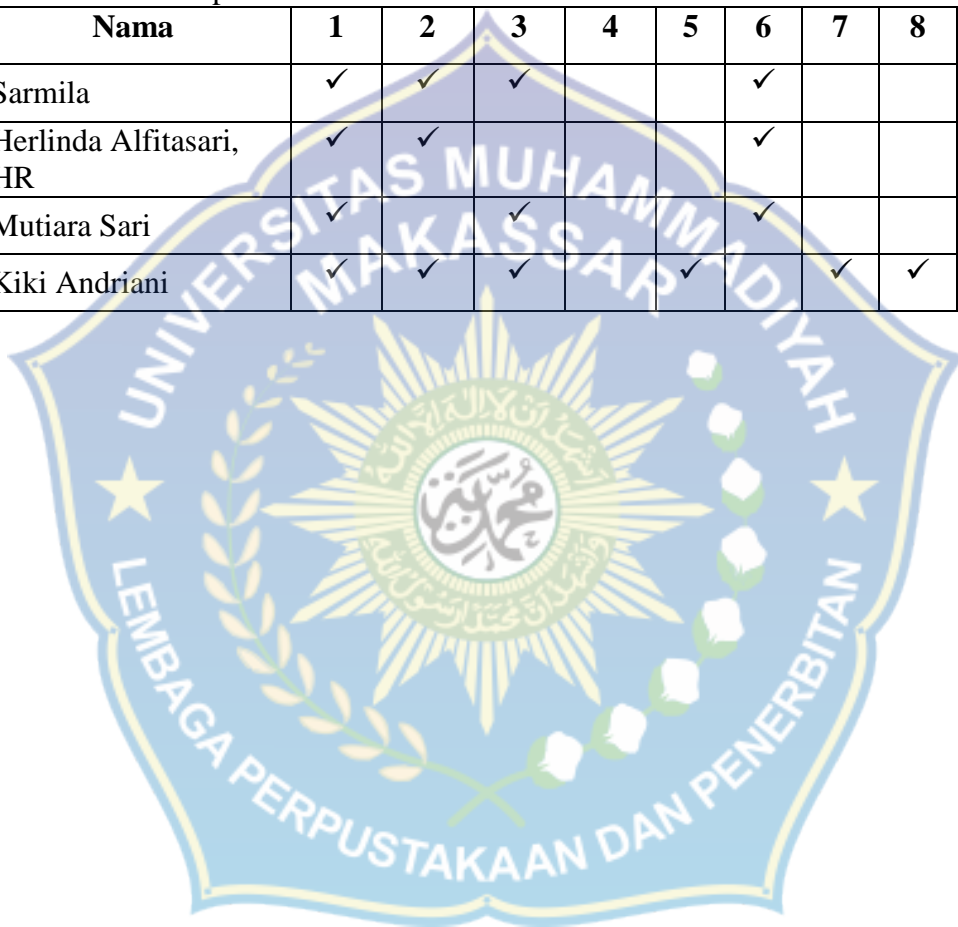 Nama 1 2 3 4 5 6 7 8
Sarmila ✓ ✓ ✓ ✓
Herlinda Alfitasari, ✓ ✓ ✓
HR
Mutiara Sari ✓ ✓ ✓
Kiki Andriani ✓ ✓ ✓ ✓ ✓ ✓
UNIVERSITAS MUHAMMADIYAH
MAKASSAR
LEMBAGA PERPUSTAKAAN DAN PENERBITAN